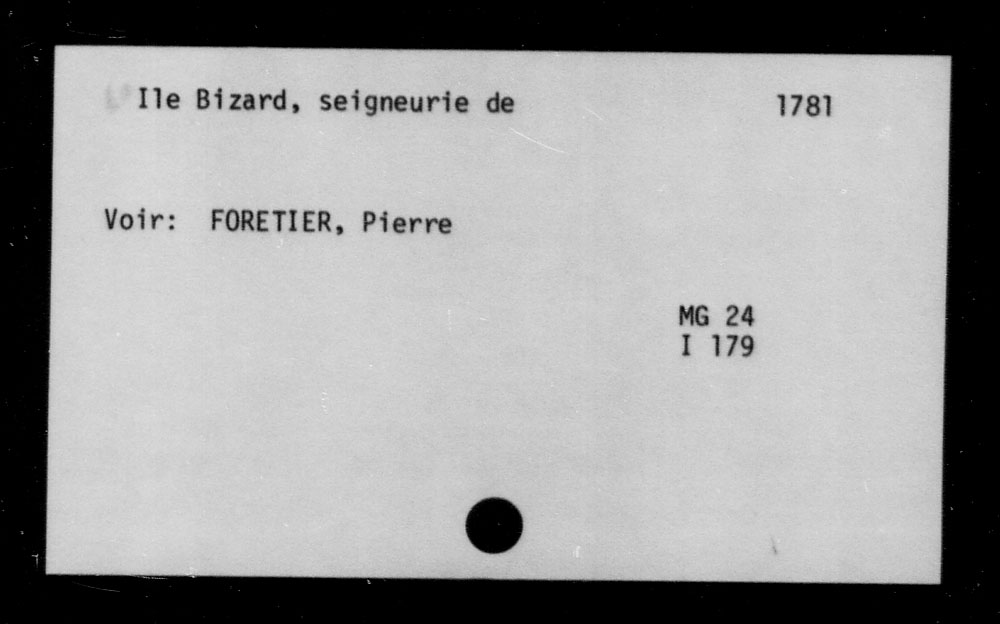 Ile Bizard, seigneurie de 1781
Voir: FORETIER, Pierre
MG 24
I 179